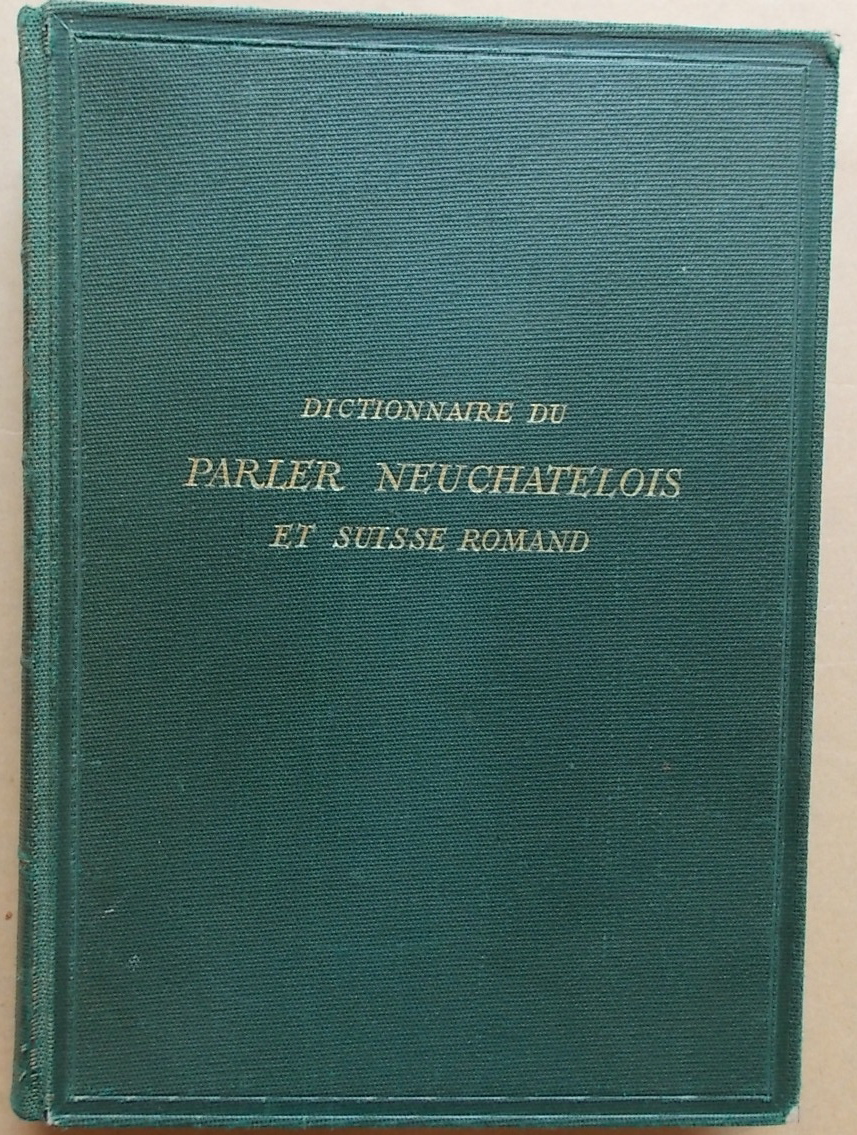 DICTIONNAIRE DU
PARLER NEUCHATELOIS
ET SUISSE ROMAND